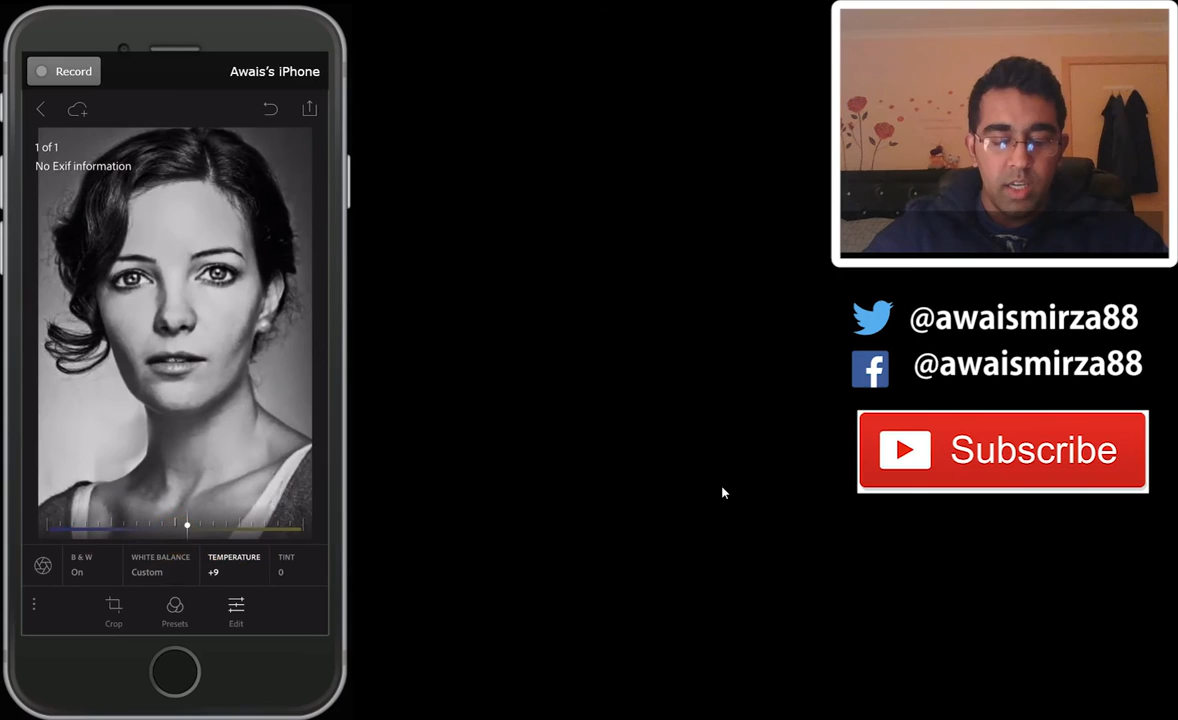 Record
Awais's iPhone
1 of 1
No Exif information
B & W
On
WHITE BALANCE
Custom
TEMPERATURE
+9
TINT
0
Crop
Presets
Edit
@awaismirza88
@awaismirza88
Subscribe